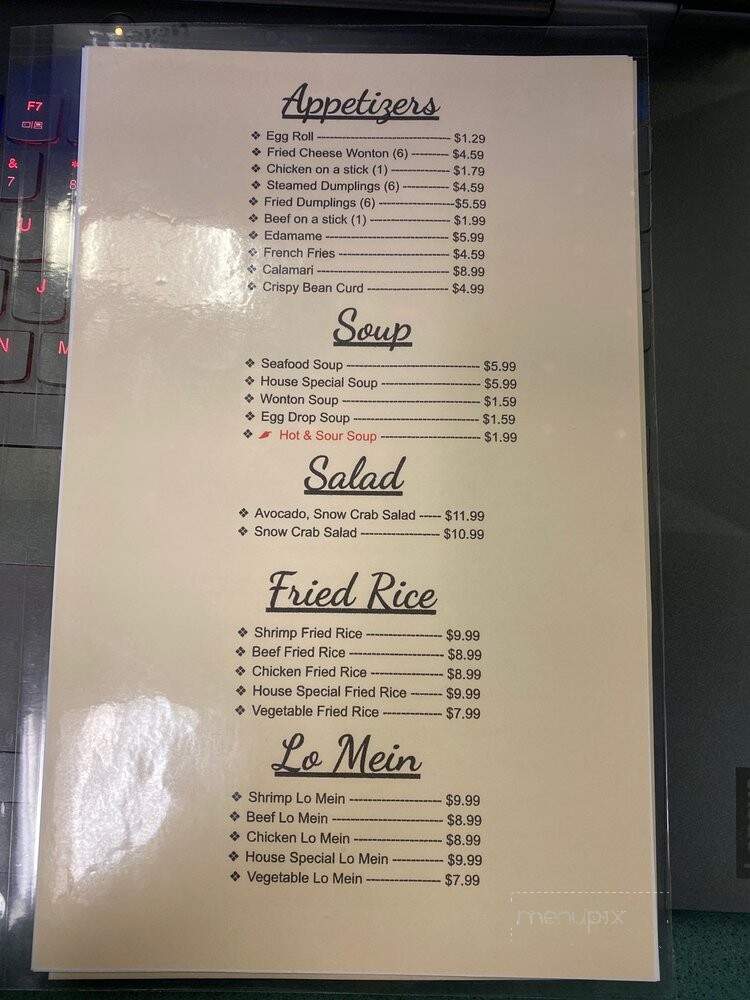 Appetizers
❖ Egg Roll ---------------------------------- $1.29
❖ Fried Cheese Wonton (6) ---------- $4.59
❖ Chicken on a stick (1) --------------- $1.79
❖ Steamed Dumplings (6) ------------ $4.59
❖ Fried Dumplings (6) -------------------$5.59
❖ Beef on a stick (1) -------------------- $1.99
❖ Edamame ------------------------------- $5.99
❖ French Fries ---------------------------- $4.59
❖ Calamari --------------------------------- $8.99
❖ Crispy Bean Curd -------------------- $4.99
Soup
❖ Seafood Soup --------------------------------- $5.99
❖ House Special Soup ------------------------ $5.99
❖ Wonton Soup ---------------------------------- $1.59
❖ Egg Drop Soup ------------------------------- $1.59
❖ Hot & Sour Soup ------------------------ $1.99
Salad
❖ Avocado, Snow Crab Salad ----- $11.99
❖ Snow Crab Salad ------------------- $10.99
Fried Rice
❖ Shrimp Fried Rice ------------------ $9.99
❖ Beef Fried Rice ---------------------- $8.99
❖ Chicken Fried Rice ----------------- $8.99
❖ House Special Fried Rice ------- $9.99
❖ Vegetable Fried Rice -------------- $7.99
Lo Mein
❖ Shrimp Lo Mein --------------------- $9.99
❖ Beef Lo Mein -------------------------- $8.99
❖ Chicken Lo Mein -------------------- $8.99
❖ House Special Lo Mein ------------ $9.99
❖ Vegetable Lo Mein ----------------- $7.99
menupix
F7
&
7
*
8
U
J
N
M